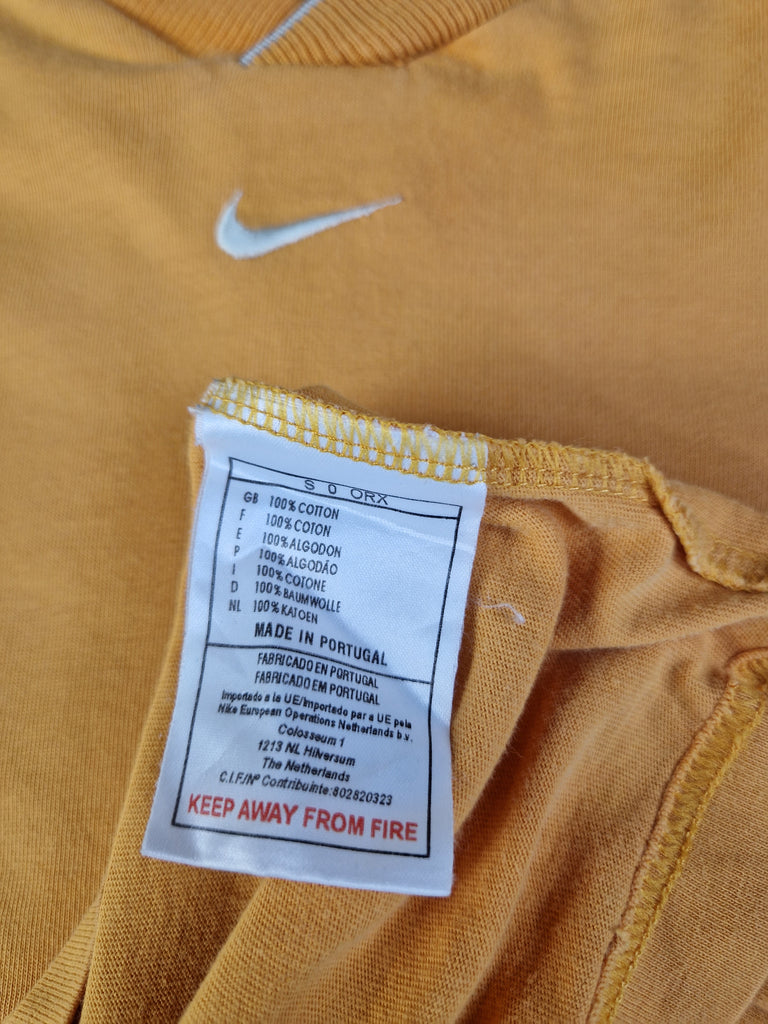 S 0 ORX
GB 100% COTTON
F 100% COTON
E 100% ALGODON
P 100% ALGODÃO
I 100% COTONE
D 100% BAUMWOLLE
NL 100% KATOEN
MADE IN PORTUGAL
FABRICADO EN PORTUGAL
FABRICADO EM PORTUGAL
Importado a la UE/Importado par a UE pela
Nike European Operations Netherlands b.v.
Colosseum 1
1213 NL Hilversum
The Netherlands
C.I.F./Nº Contribuinte:802820323
KEEP AWAY FROM FIRE